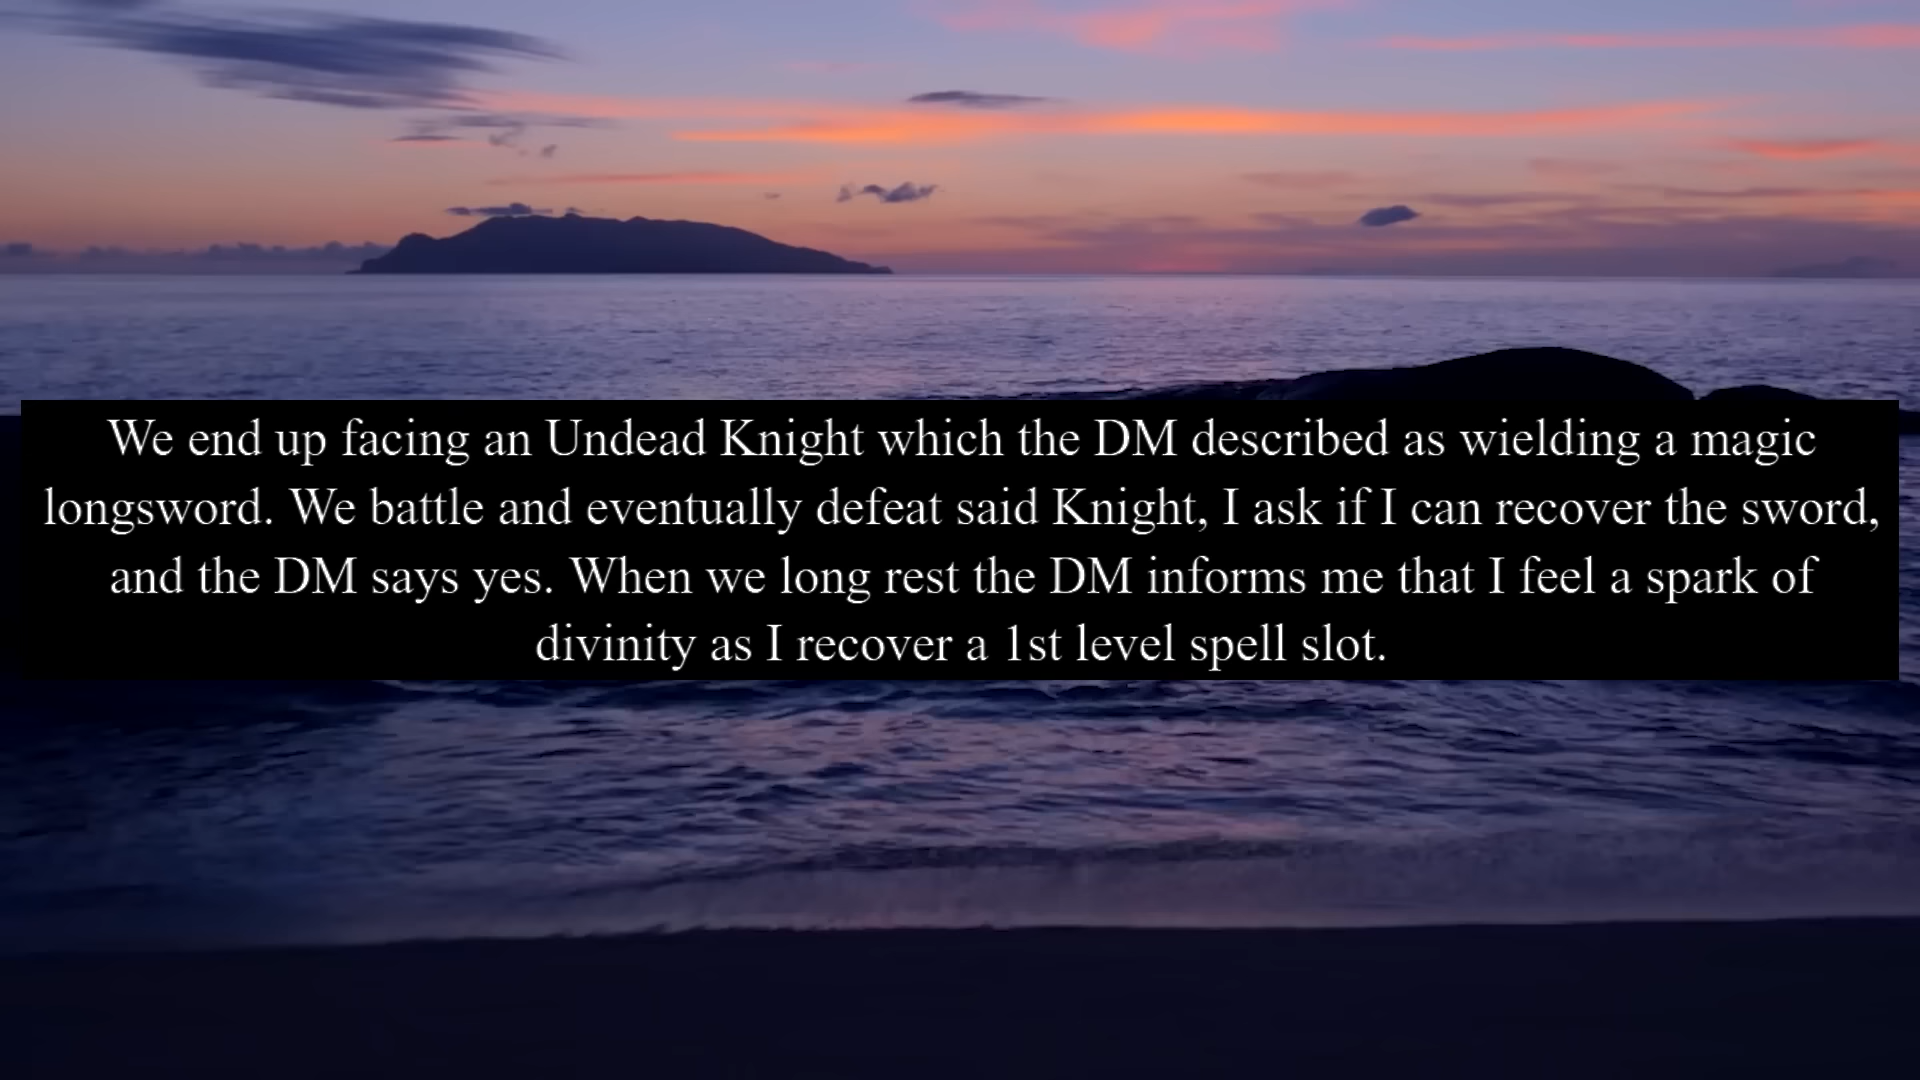 We end up facing an Undead Knight which the DM described as wielding a magic
longsword. We battle and eventually defeat said Knight, I ask if I can recover the sword,
and the DM says yes. When we long rest the DM informs me that I feel a spark of
divinity as I recover a 1st level spell slot.